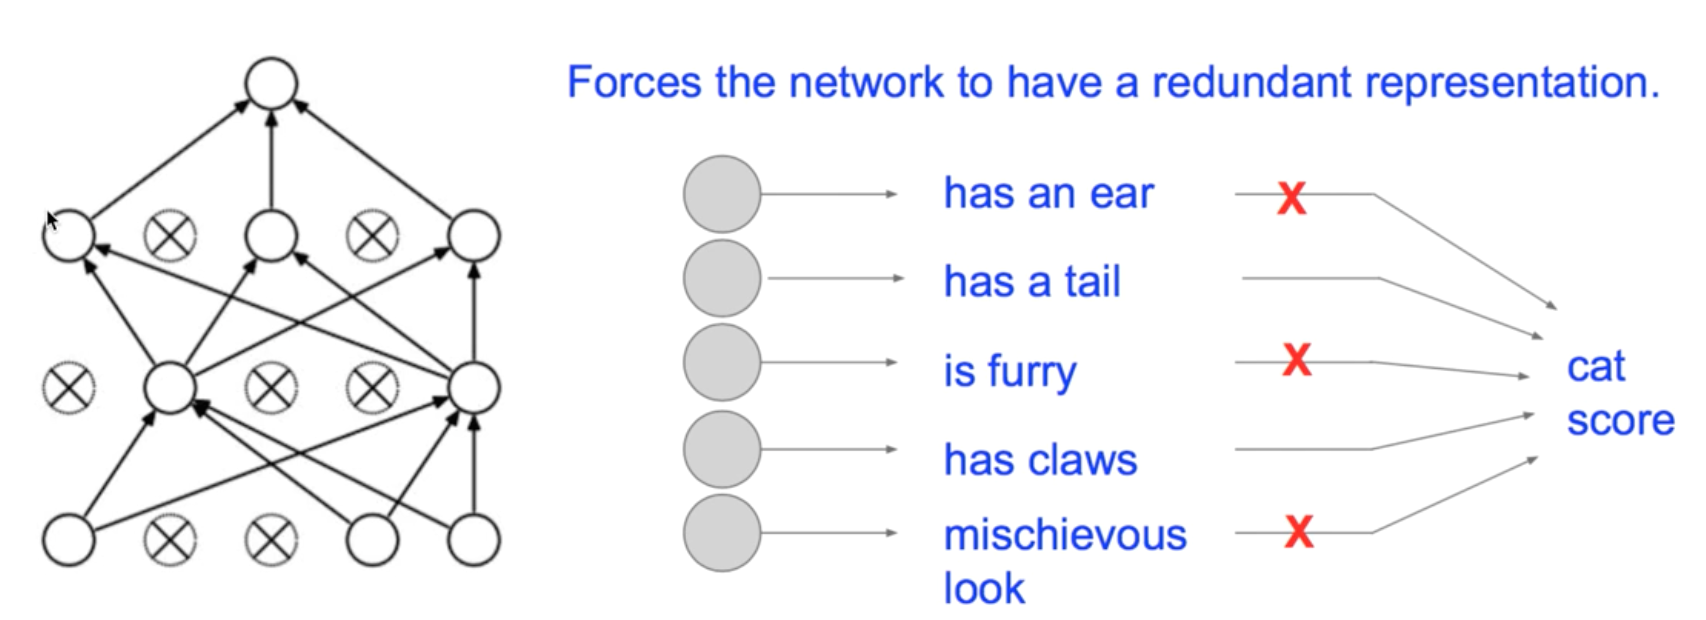 Forces the network to have a redundant representation.
has an ear
X
has a tail
is furry
X
has claws
mischievous
look
X
cat
score